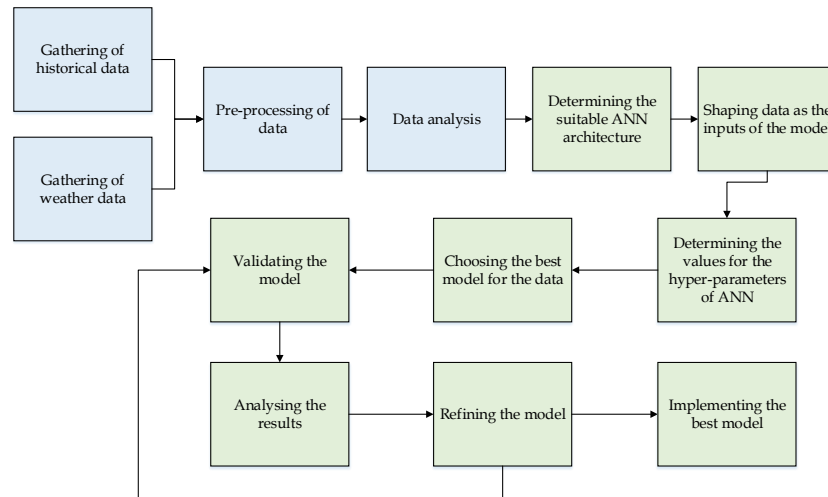 Gathering of
historical data
Gathering of
weather data
Pre-processing of
data
Data analysis
Determining the
suitable ANN
architecture
Shaping data as the
inputs of the model
Determining the
values for the
hyper-parameters
of ANN
Choosing the best
model for the data
Validating the
model
Analysing the
results
Refining the model
Implementing the
best model